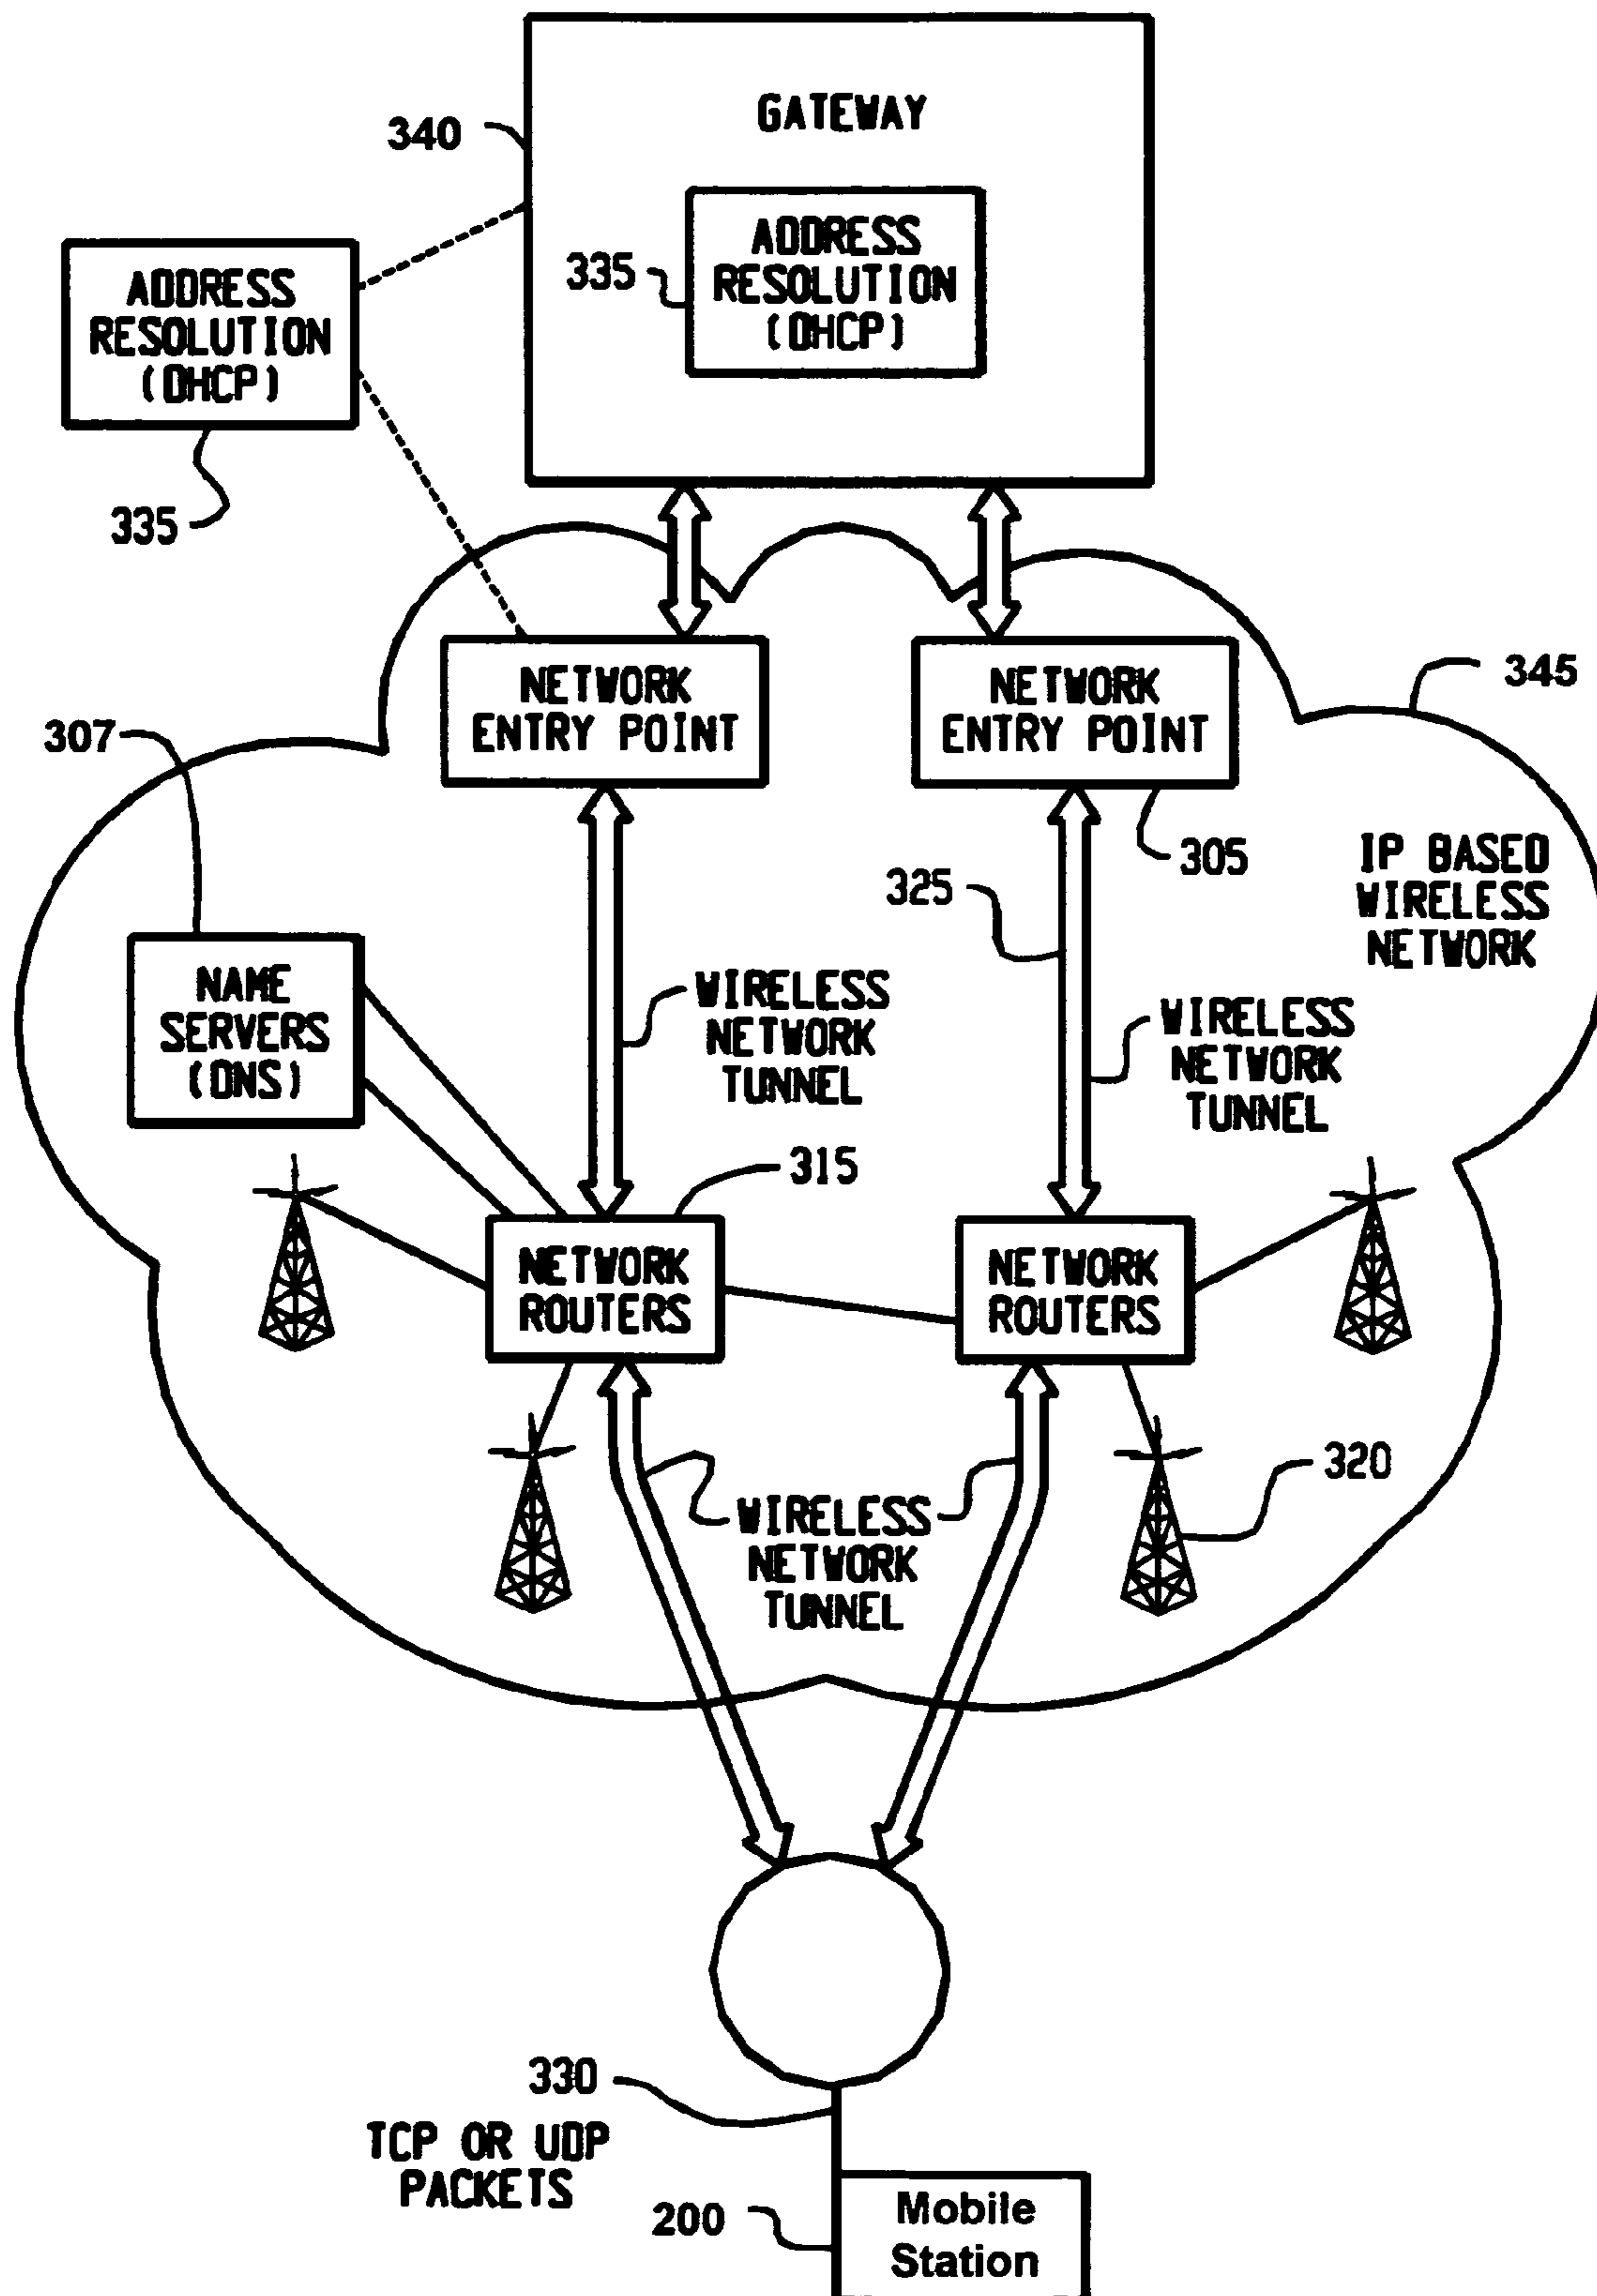 GATEWAY
340
ADDRESS
RESOLUTION
(DHCP)
335
ADDRESS
RESOLUTION
(DHCP)
335
NETWORK
ENTRY POINT
NETWORK
ENTRY POINT
345
307
305
325
IP BASED
WIRELESS
NETWORK
NAME
SERVERS
(DNS)
WIRELESS
NETWORK
TUNNEL
WIRELESS
NETWORK
TUNNEL
315
NETWORK
ROUTERS
NETWORK
ROUTERS
320
WIRELESS
NETWORK
TUNNEL
330
TCP OR UDP
PACKETS
200
Mobile
Station